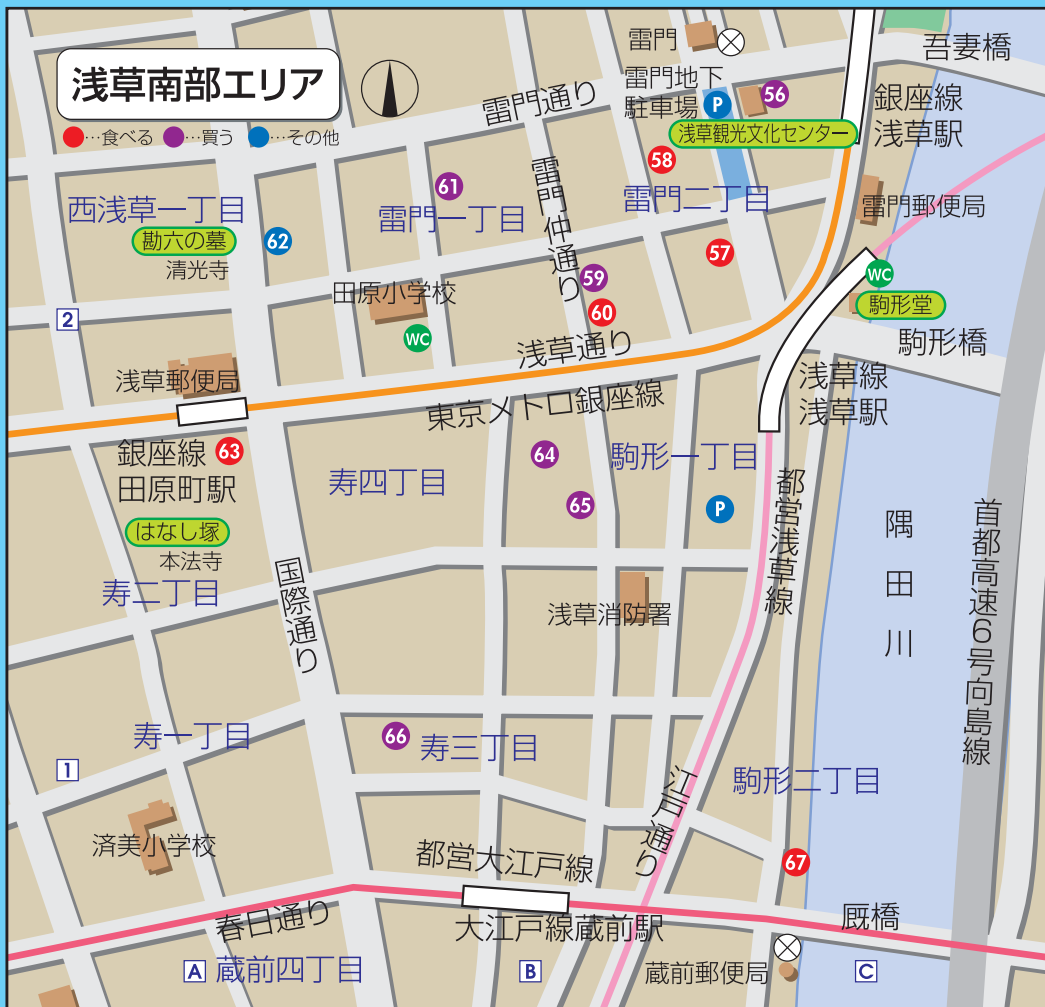 浅草南部エリア
●…食べる ●…買う ●…その他
雷門
雷門地下
駐車場
P
56
吾妻橋
銀座線
浅草駅
浅草観光文化センター
雷門通り
58
61
雷門一丁目
雷門仲通り
雷門二丁目
雷門郵便局
西浅草一丁目
勘六の墓
清光寺
62
57
59
60
WC
駒形堂
田原小学校
WC
2
浅草通り
駒形橋
浅草郵便局
東京メトロ銀座線
浅草線
浅草駅
銀座線
田原町駅
63
寿四丁目
64
65
駒形一丁目
P
都営浅草線
隅田川
首都高速6号向島線
はなし塚
本法寺
寿二丁目
国際通り
浅草消防署
寿一丁目
66
寿三丁目
1
江戸通り
駒形二丁目
済美小学校
都営大江戸線
67
春日通り
大江戸線蔵前駅
厩橋
A
蔵前四丁目
B
蔵前郵便局
C